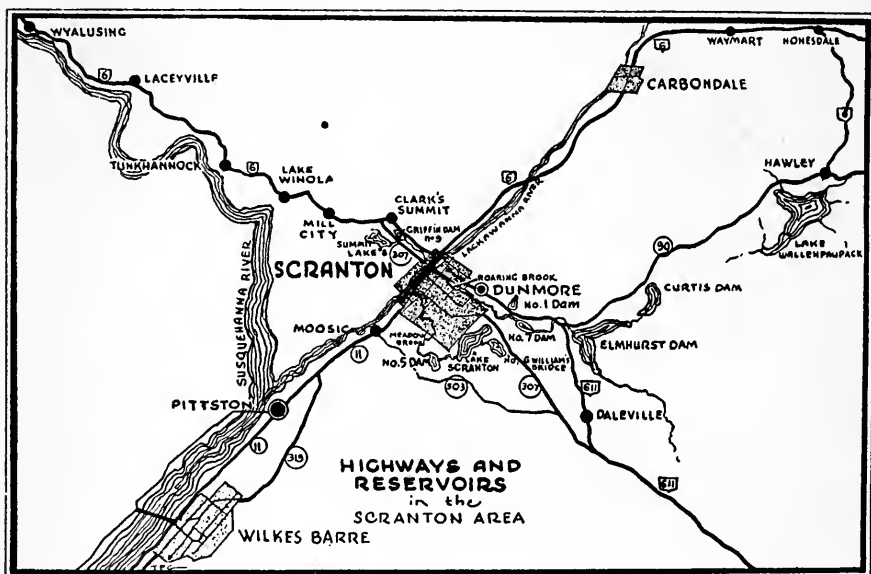 WYALUSING
LACEYVILLE
6
TUNKHANNOCK
6
LAKE
WINOLA
MILL
CITY
CLARK'S
SUMMIT
GRIFFIN DAM
No 9
SUMMIT
LAKE 8
307
SCRANTON
6
LACKAWANNA RIVER
6
WAYMART
HONESDALE
CARBONDALE
6
HAWLEY
LAKE
WALLENPAUPACK
90
ROARING BROOK
DUNMORE
No. 1 DAM
CURTIS DAM
No. 7 DAM
ELMHURST DAM
MOOSIC
MEADOW
BROOK
No. 5 DAM
LAKE
SCRANTON
No. 6 WILLIAMS
BRIDGE
11
503
307
611
DALEVILLE
611
SUSQUEHANNA RIVER
PITTSTON
11
315
WILKES BARRE
HIGHWAYS AND
RESERVOIRS
in the
SCRANTON AREA